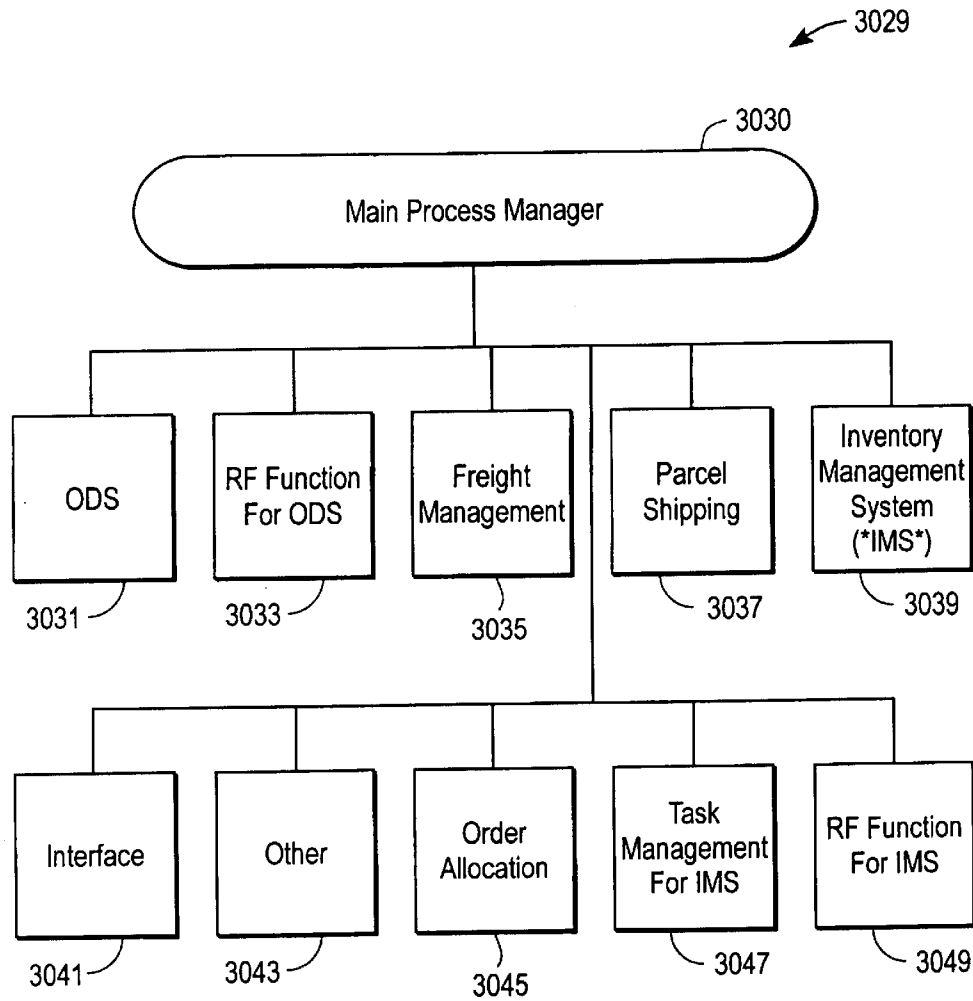 3029
3030
Main Process Manager
ODS
RF Function
For ODS
Freight
Management
Parcel
Shipping
Inventory
Management
System
(*IMS*)
3031
3033
3035
3037
3039
Interface
Other
Order
Allocation
Task
Management
For IMS
RF Function
For IMS
3041
3043
3045
3047
3049